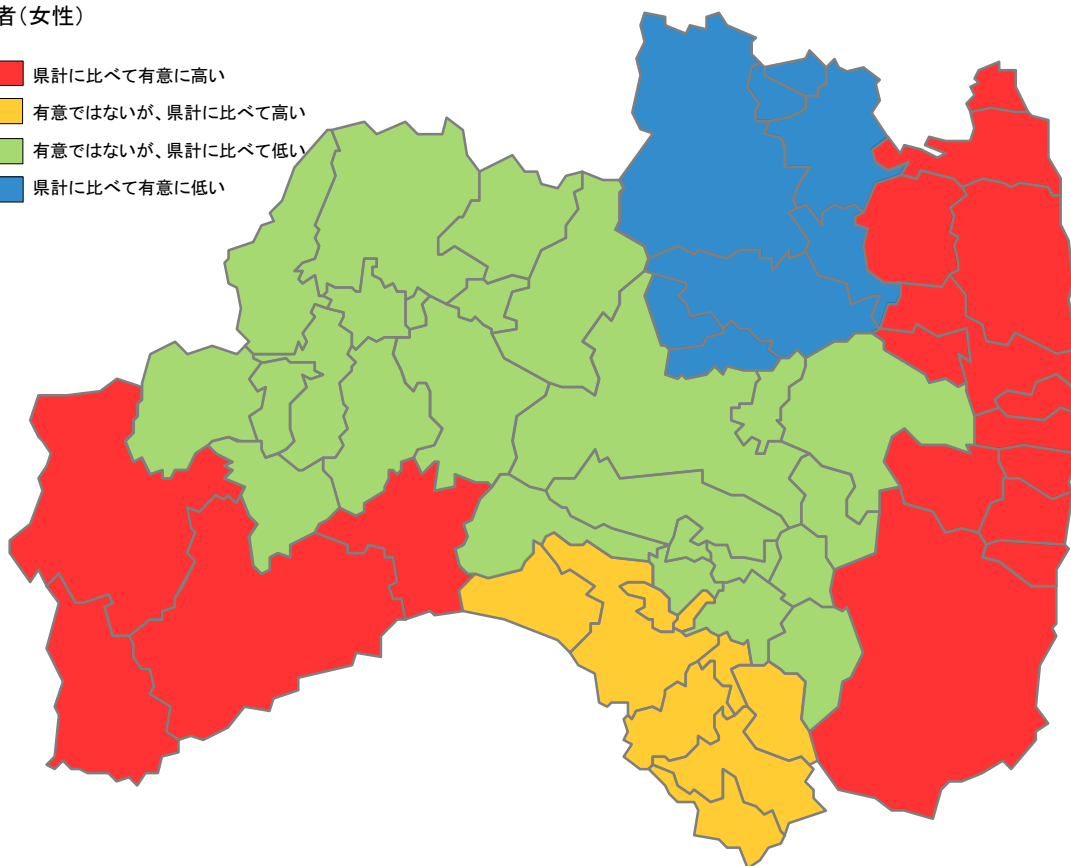 者(女性)
県計に比べて有意に高い
有意ではないが、県計に比べて高い
有意ではないが、県計に比べて低い
県計に比べて有意に低い